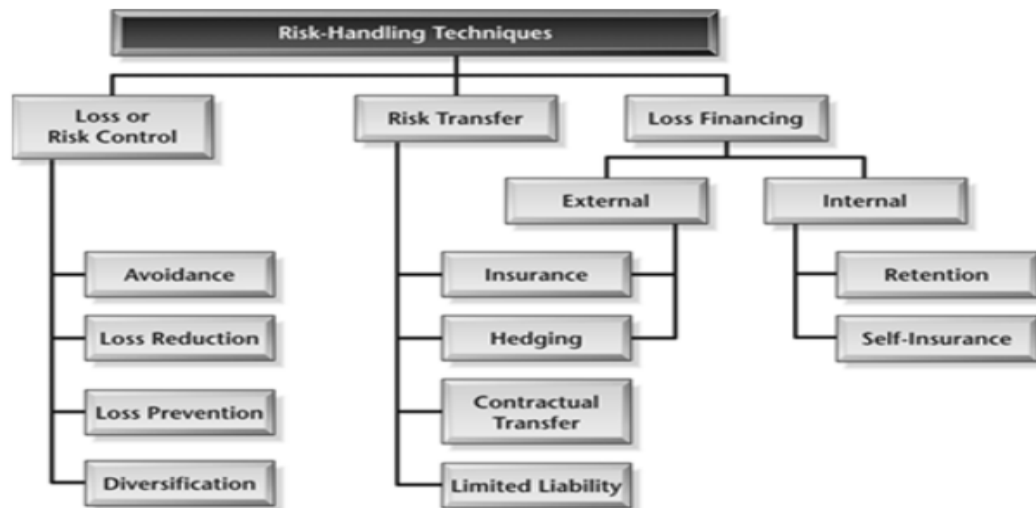 Risk-Handling Techniques
Loss or
Risk Control
Risk Transfer
Loss Financing
External
Internal
Avoidance
Insurance
Retention
Loss Reduction
Hedging
Self-Insurance
Loss Prevention
Contractual
Transfer
Diversification
Limited Liability